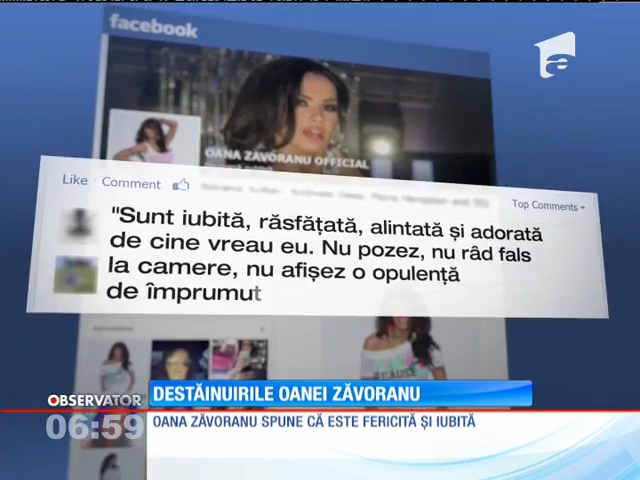 facebook
OANA ZAVORANU OFFICIAL
Like · Comment
Top Comments
"Sunt iubită, răsfățată, alintată și adorată
de cine vreau eu. Nu pozez, nu râd fals
la camere, nu afișez o opulență
de împrumut
OBSERVATOR
DESTĂINUIRILE OANEI ZĂVORANU
06:59
OANA ZĂVORANU SPUNE CĂ ESTE FERICITĂ ȘI IUBITĂ